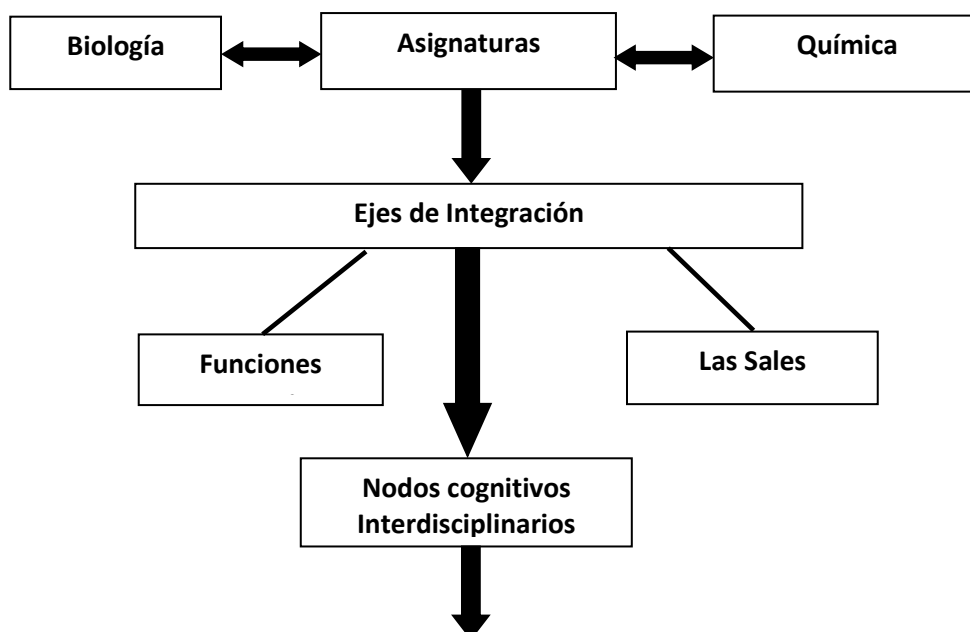 Biología
Asignaturas
Química
Ejes de Integración
Funciones
Las Sales
Nodos cognitivos
Interdisciplinarios